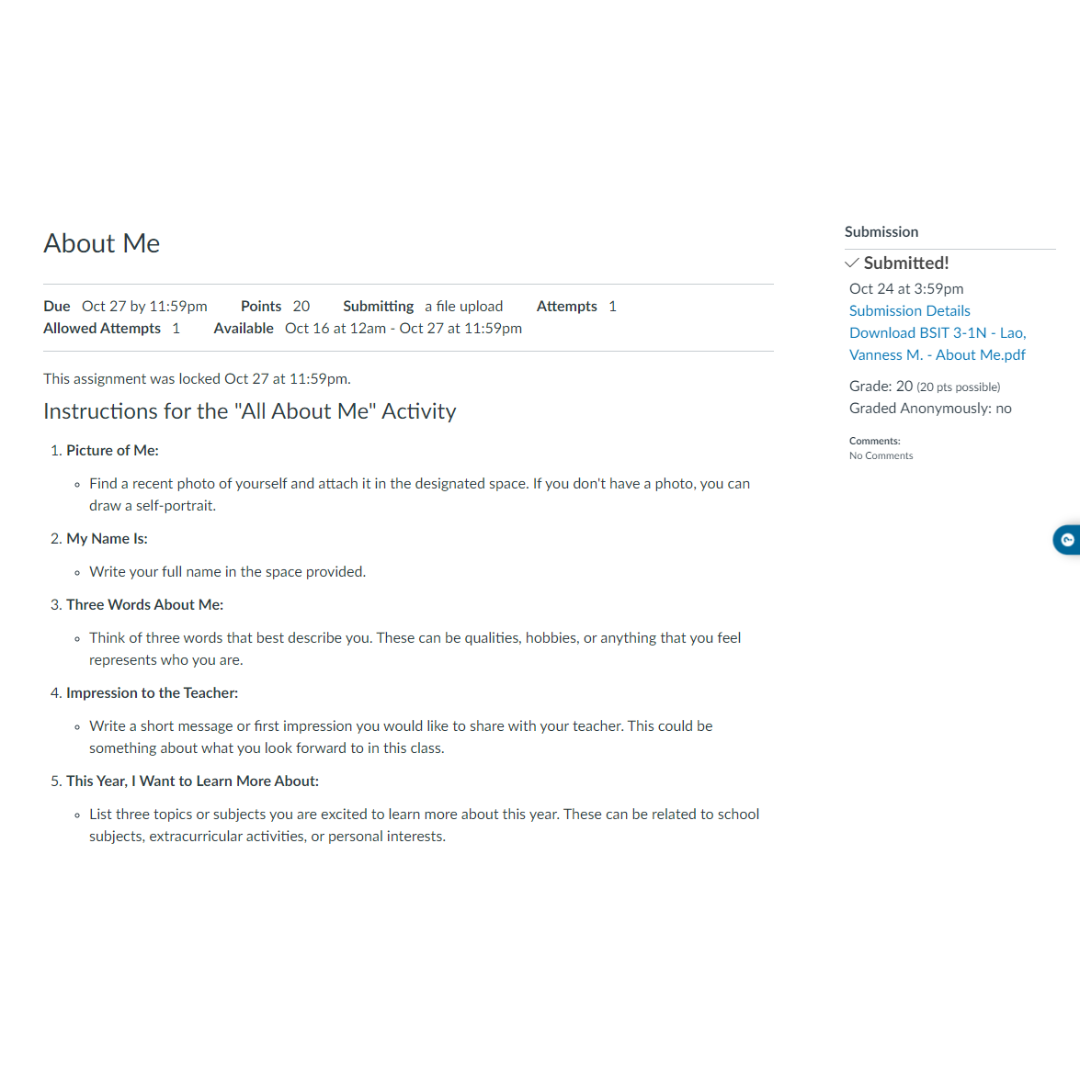 About Me
Due Oct 27 by 11:59pm Points 20 Submitting a file upload Attempts 1
Allowed Attempts 1 Available Oct 16 at 12am - Oct 27 at 11:59pm
This assignment was locked Oct 27 at 11:59pm.
Instructions for the "All About Me" Activity
1. Picture of Me:
◦ Find a recent photo of yourself and attach it in the designated space. If you don't have a photo, you can
draw a self-portrait.
2. My Name Is:
◦ Write your full name in the space provided.
3. Three Words About Me:
◦ Think of three words that best describe you. These can be qualities, hobbies, or anything that you feel
represents who you are.
4. Impression to the Teacher:
◦ Write a short message or first impression you would like to share with your teacher. This could be
something about what you look forward to in this class.
5. This Year, I Want to Learn More About:
◦ List three topics or subjects you are excited to learn more about this year. These can be related to school
subjects, extracurricular activities, or personal interests.
Submission
✓ Submitted!
Oct 24 at 3:59pm
Submission Details
Download BSIT 3-1N - Lao,
Vanness M. - About Me.pdf
Grade: 20 (20 pts possible)
Graded Anonymously: no
Comments:
No Comments